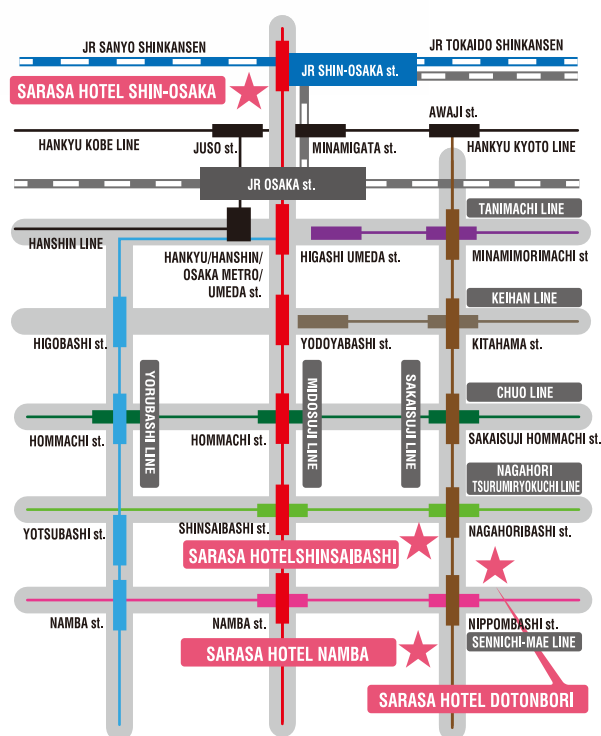 JR SANYO SHINKANSEN
JR TOKAIDO SHINKANSEN
JR SHIN-OSAKA st.
SARASA HOTEL SHIN-OSAKA
AWAJI st.
HANKYU KOBE LINE
JUSO st.
MINAMIGATA st.
HANKYU KYOTO LINE
JR OSAKA st.
TANIMACHI LINE
HANSHIN LINE
HANKYU/HANSHIN/
OSAKA METRO/
UMEDA st.
HIGASHI UMEDA st.
MINAMIMORIMACHI st
KEIHAN LINE
HIGOBASHI st.
YODOYABASHI st.
KITAHAMA st.
YORUBASHI LINE
MIDOSUJI LINE
SAKAISUJI LINE
CHUO LINE
HOMMACHI st.
HOMMACHI st.
SAKAISUJI HOMMACHI st.
NAGAHORI
TSURUMIRYOKUCHI LINE
YOTSUBASHI st.
SHINSAIBASHI st.
NAGAHORIBASHI st.
SARASA HOTELSHINSAIBASHI
NAMBA st.
NAMBA st.
NIPPOMBASHI st.
SENNICHI-MAE LINE
SARASA HOTEL NAMBA
SARASA HOTEL DOTONBORI